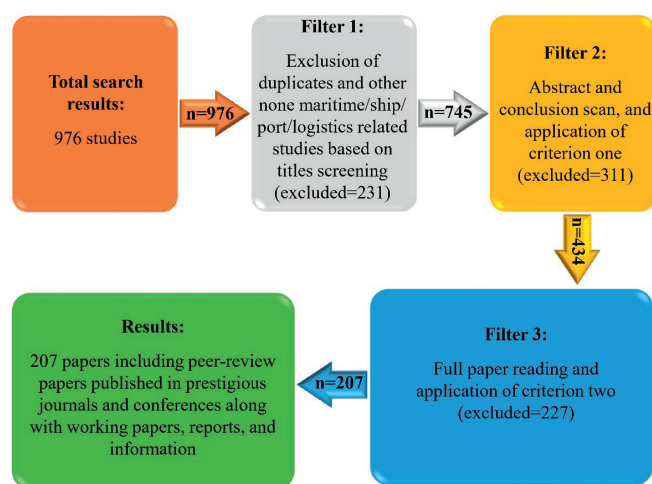 Total search
results:
976 studies
n=976
Filter 1:
Exclusion of
duplicates and other
none maritime/ship/
port/logistics related
studies based on
titles screening
(excluded=231)
n=745
Filter 2:
Abstract and
conclusion scan, and
application of
criterion one
(excluded=311)
n=434
Filter 3:
Full paper reading and
application of criterion two
(excluded=227)
n=207
Results:
207 papers including peer-review
papers published in prestigious
journals and conferences along
with working papers, reports, and
information